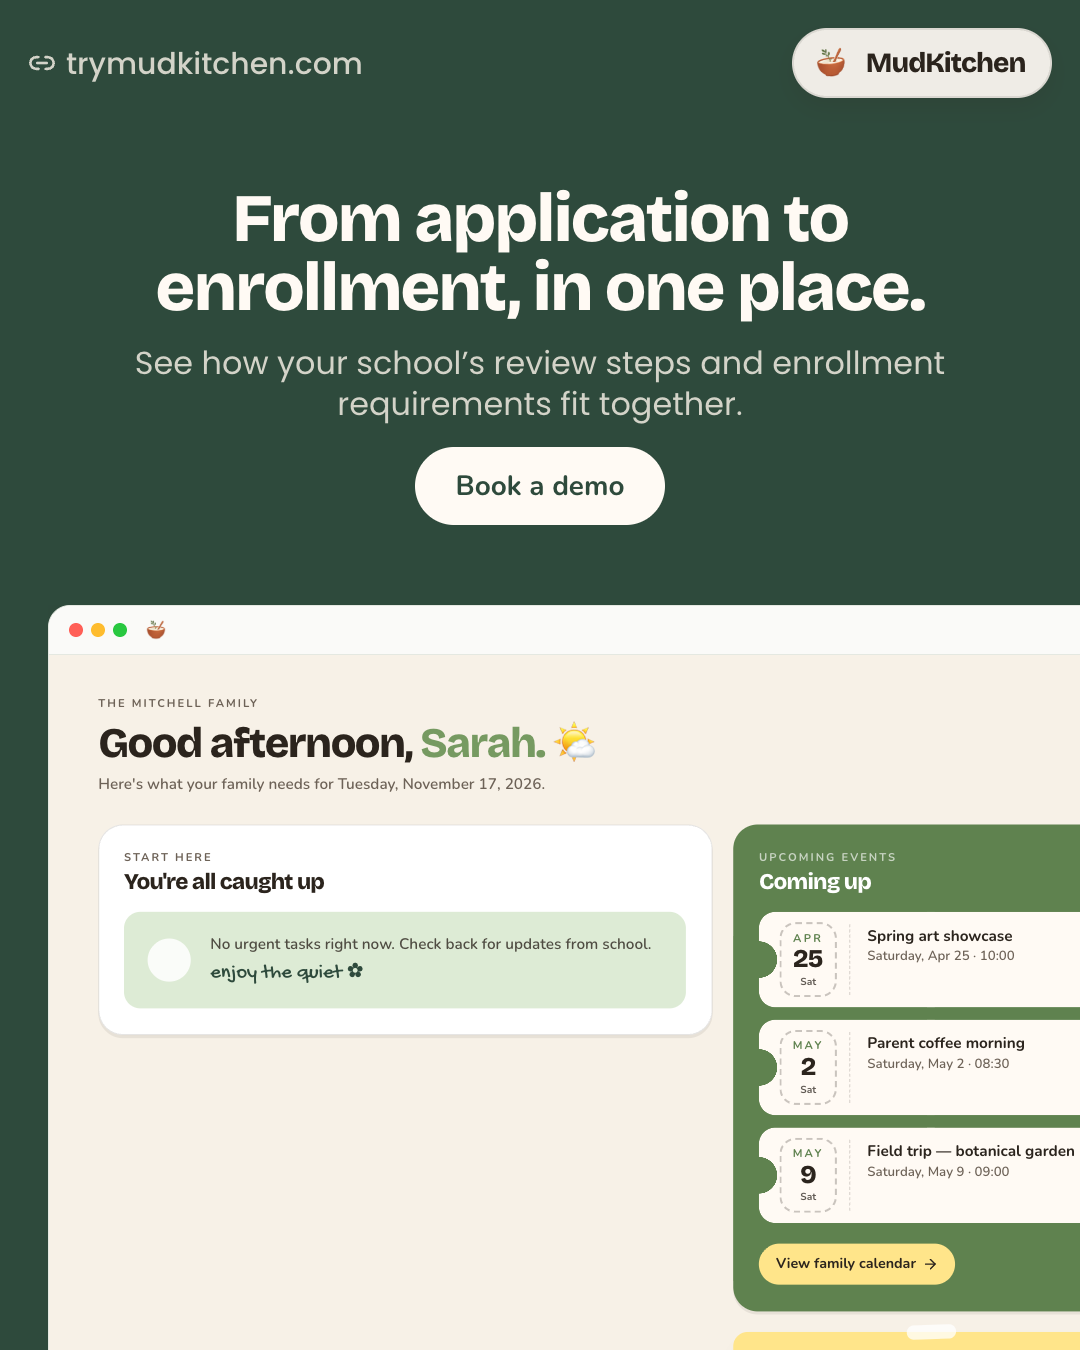 trymudkitchen.com
MudKitchen
From application to
enrollment, in one place.
See how your school’s review steps and enrollment
requirements fit together.
Book a demo
THE MITCHELL FAMILY
Good afternoon, Sarah.
Here's what your family needs for Tuesday, November 17, 2026.
START HERE
You're all caught up
No urgent tasks right now. Check back for updates from school.
enjoy the quiet ✿
UPCOMING EVENTS
Coming up
APR
25
Sat
Spring art showcase
Saturday, Apr 25 · 10:00
MAY
2
Sat
Parent coffee morning
Saturday, May 2 · 08:30
MAY
9
Sat
Field trip — botanical garden
Saturday, May 9 · 09:00
View family calendar →